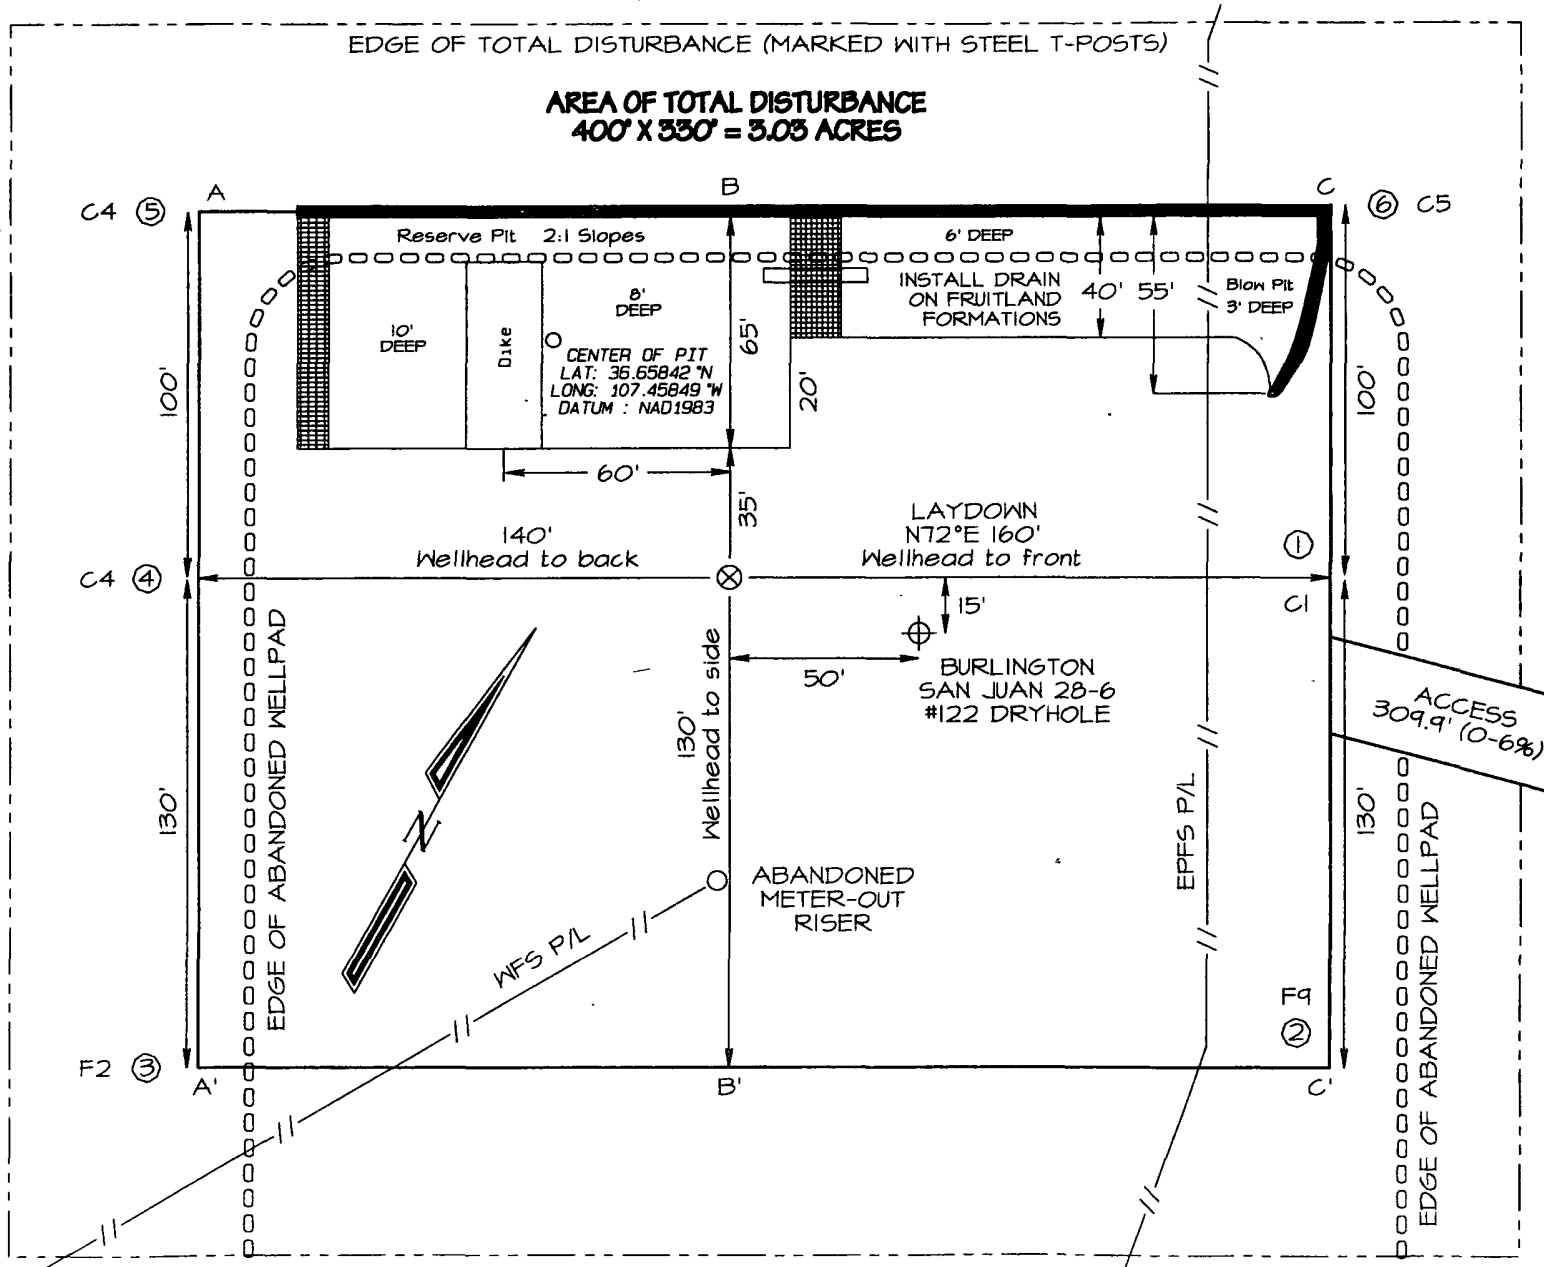 EDGE OF TOTAL DISTURBANCE (MARKED WITH STEEL T-POSTS)
AREA OF TOTAL DISTURBANCE
400' X 330' = 3.03 ACRES
A
B
C
C4 5
6 C5
Reserve Pit 2:1 Slopes
6' DEEP
INSTALL DRAIN
ON FRUITLAND
FORMATIONS
40'
55'
Blow Pit
3' DEEP
8'
DEEP
10'
DEEP
Dike
CENTER OF PIT
LAT: 36.65842 °N
LONG: 107.45849 °W
DATUM : NAD1983
65'
20'
100'
100'
60'
35'
140'
Wellhead to back
LAYDOWN
N72°E 160'
Wellhead to front
1
C4 4
C1
15'
50'
BURLINGTON
SAN JUAN 28-6
#122 DRYHOLE
ACCESS
309.9' (0-6%)
EDGE OF ABANDONED WELLPAD
130'
Wellhead to side
130'
130'
N
EPFS P/L
ABANDONED
METER-OUT
RISER
WFS P/L
EDGE OF ABANDONED WELLPAD
F9
2
F2 3
A'
B'
C'